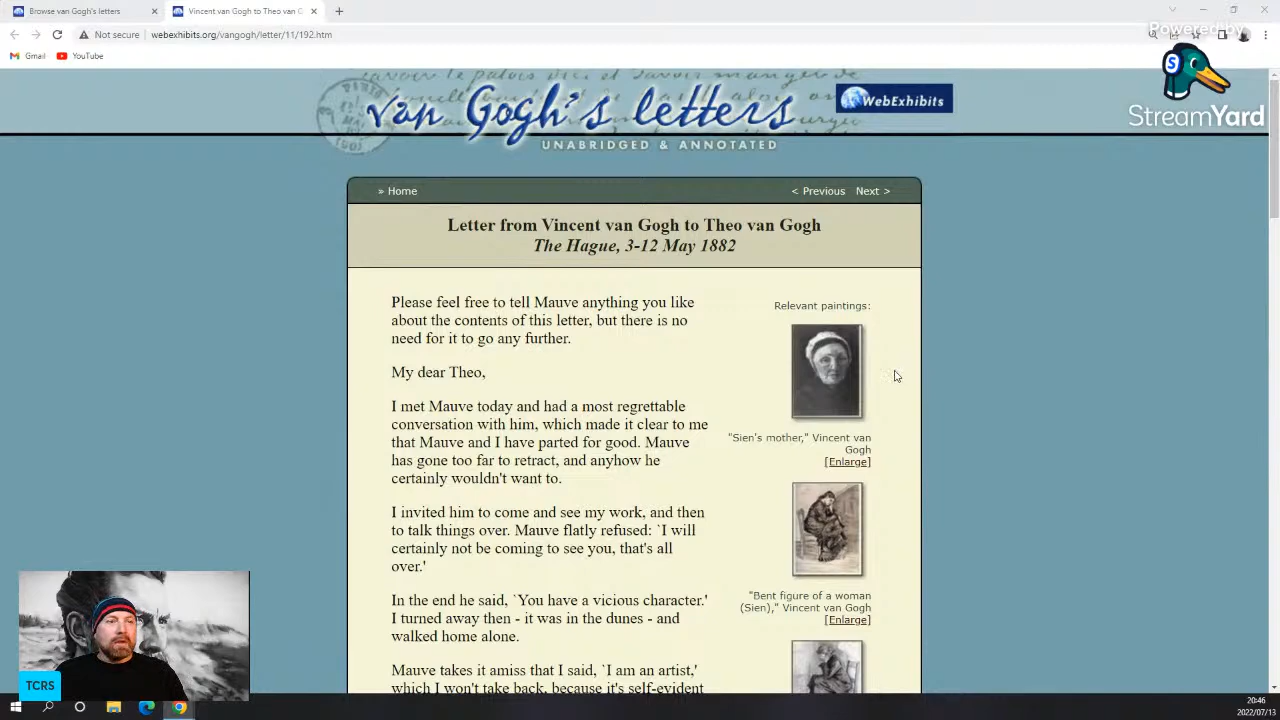 Browse van Gogh's letters
Vincent van Gogh to Theo van G
Not secure
webexhibits.org/vangogh/letter/11/192.htm
Powered by
Gmail
YouTube
StreamYard
van Gogh's letters
UNABRIDGED & ANNOTATED
WebExhibits
» Home
< Previous Next >
Letter from Vincent van Gogh to Theo van Gogh
The Hague, 3-12 May 1882
Please feel free to tell Mauve anything you like
about the contents of this letter, but there is no
need for it to go any further.
My dear Theo,
I met Mauve today and had a most regrettable
conversation with him, which made it clear to me
that Mauve and I have parted for good. Mauve
has gone too far to retract, and anyhow he
certainly wouldn't want to.
I invited him to come and see my work, and then
to talk things over. Mauve flatly refused: `I will
certainly not be coming to see you, that's all
over.'
In the end he said, `You have a vicious character.'
I turned away then - it was in the dunes - and
walked home alone.
Mauve takes it amiss that I said, `I am an artist,'
which I won't take back, because it's self-evident
Relevant paintings:
"Sien's mother," Vincent van
Gogh
[Enlarge]
"Bent figure of a woman
(Sien)," Vincent van Gogh
[Enlarge]
TCRS
20:46
2022/07/13